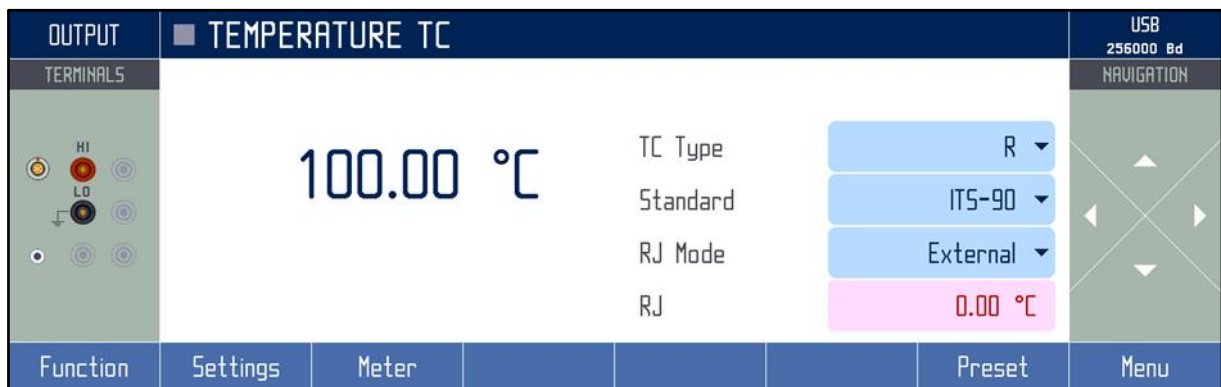 OUTPUT
TEMPERATURE TC
USB
256000 Bd
TERMINALS
NAVIGATION
HI
LO
100.00 °C
TC Type
R
Standard
ITS-90
RJ Mode
External
RJ
0.00 °C
Function
Settings
Meter
Preset
Menu